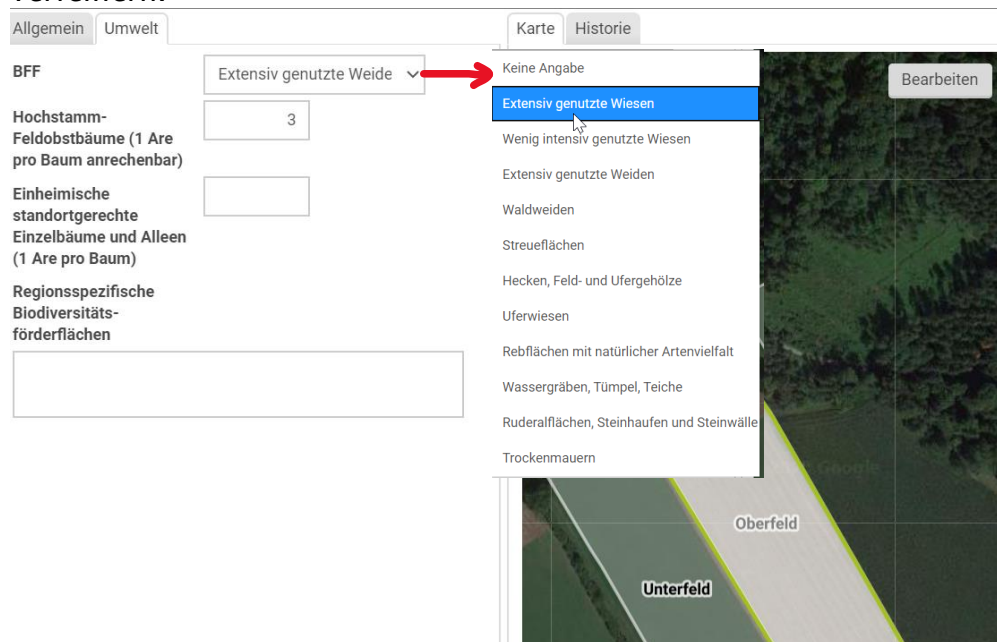 Allgemein Umwelt
Karte Historie
BFF
Extensiv genutzte Weide
Hochstamm-
Feldobstbäume (1 Are
pro Baum anrechenbar)
3
Einheimische
standortgerechte
Einzelbäume und Alleen
(1 Are pro Baum)
Regionsspezifische
Biodiversitäts-
förderflächen
Keine Angabe
Extensiv genutzte Wiesen
Wenig intensiv genutzte Wiesen
Extensiv genutzte Weiden
Waldweiden
Streueflächen
Hecken, Feld- und Ufergehölze
Uferwiesen
Rebflächen mit natürlicher Artenvielfalt
Wassergräben, Tümpel, Teiche
Ruderalflächen, Steinhaufen und Steinwälle
Trockenmauern
Bearbeiten
Google
Oberfeld
Unterfeld